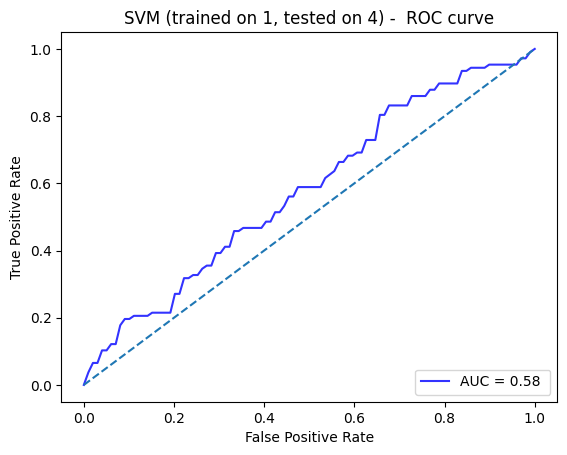 SVM (trained on 1, tested on 4) -  ROC curve
1.0
0.8
0.6
0.4
0.2
0.0
True Positive Rate
AUC = 0.58
0.0 0.2 0.4 0.6 0.8 1.0
False Positive Rate